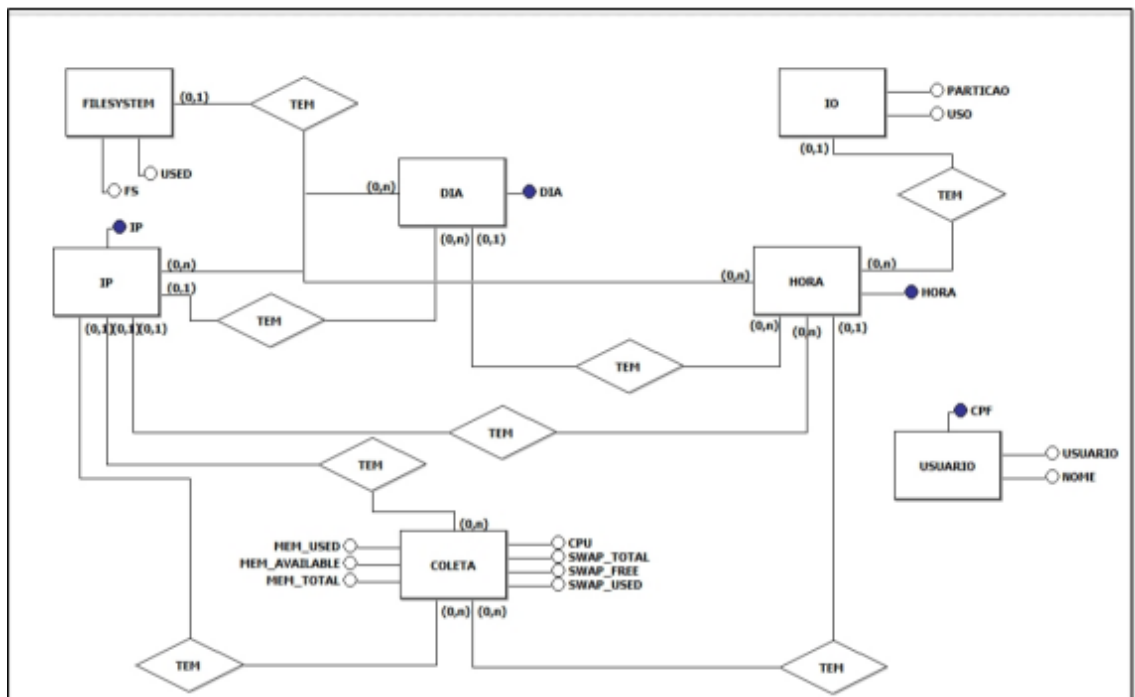 FILESYSTEM
(0,1)
TEM
IO
PARTICAO
USO
(0,1)
USED
FS
(0,n)
DIA
DIA
TEM
IP
(0,n)
(0,1)
IP
(0,n)
(0,1)
(0,n)
HORA
(0,n)
HORA
TEM
(0,1)(0,1)(0,1)
(0,n)
(0,n)
(0,1)
TEM
TEM
CPF
USUARIO
USUARIO
NOME
TEM
(0,n)
MEM_USED
MEM_AVAILABLE
MEM_TOTAL
COLETA
CPU
SWAP_TOTAL
SWAP_FREE
SWAP_USED
(0,n)
(0,n)
TEM
TEM